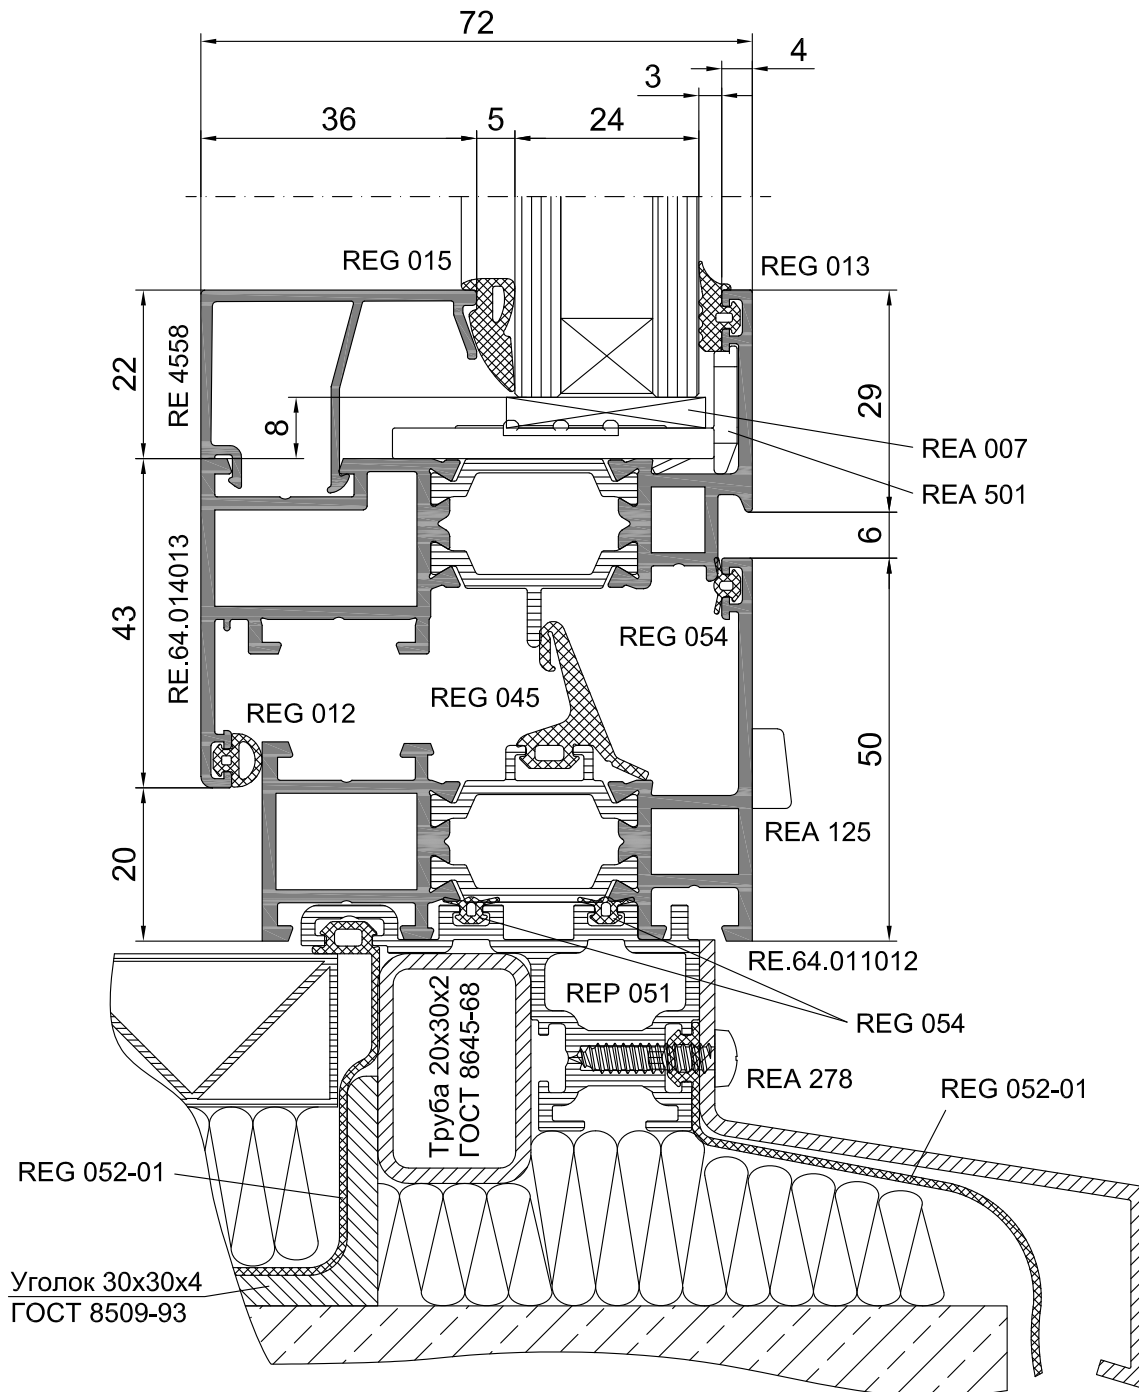 72
4
3
36
5
24
REG 015
REG 013
22
RE 4558
8
29
REA 007
REA 501
6
43
RE.64.014013
REG 054
REG 045
REG 012
50
REA 125
20
RE.64.011012
REP 051
REG 054
Труба 20x30x2
ГОСТ 8645-68
REA 278
REG 052-01
REG 052-01
Уголок 30x30x4
ГОСТ 8509-93